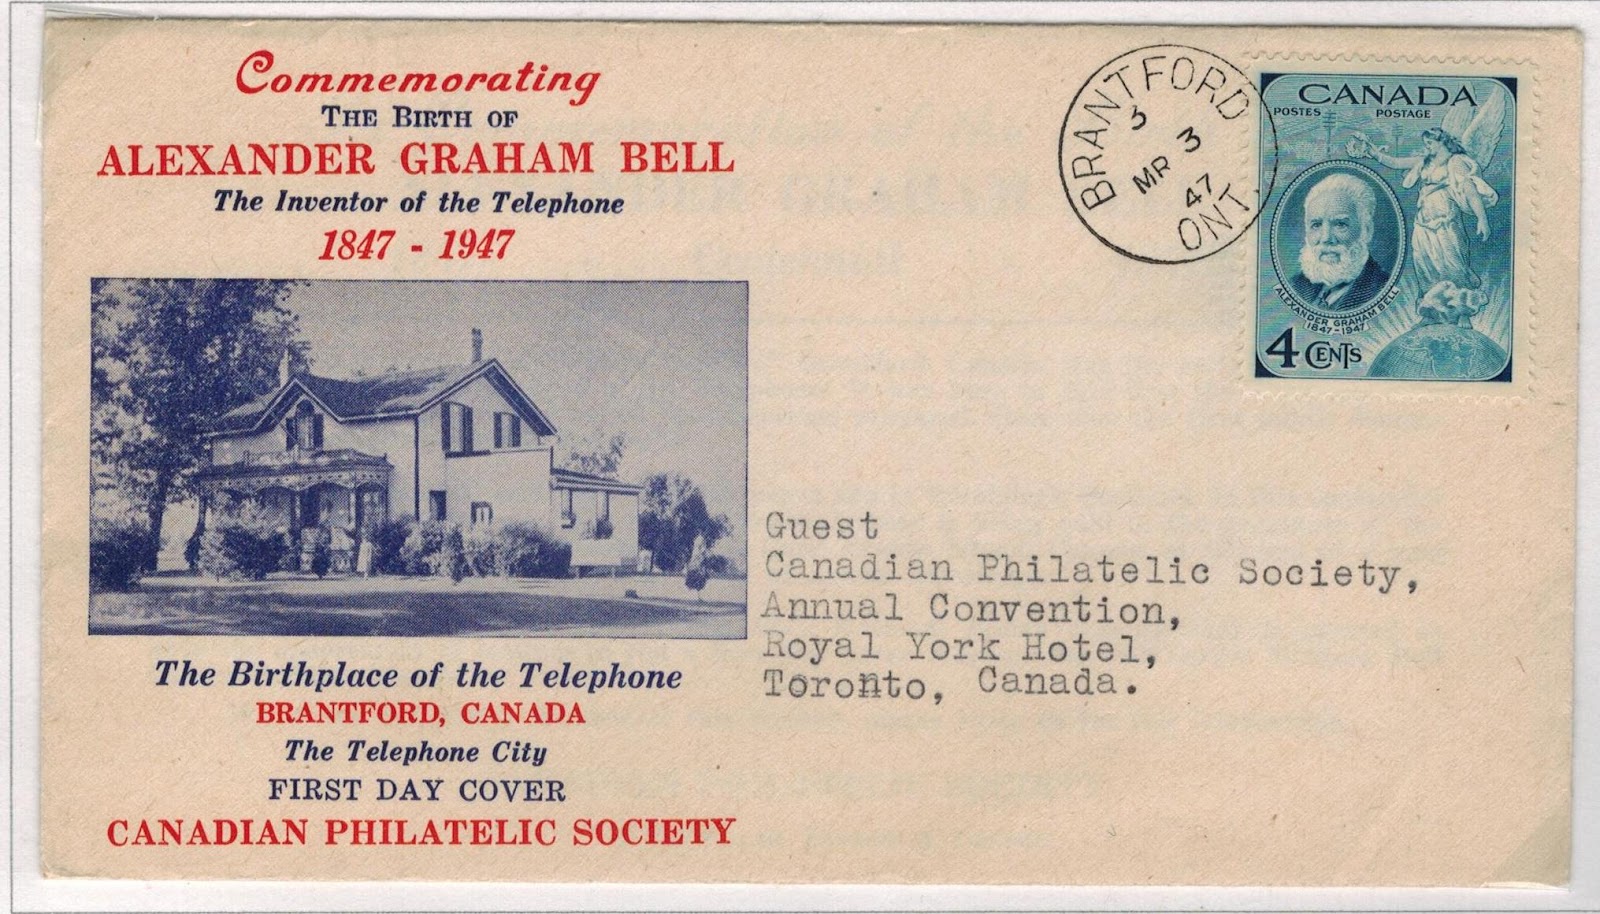 Commemorating
THE BIRTH OF
ALEXANDER GRAHAM BELL
The Inventor of the Telephone
1847 - 1947
The Birthplace of the Telephone
BRANTFORD, CANADA
The Telephone City
FIRST DAY COVER
CANADIAN PHILATELIC SOCIETY
BRANTFORD
3
MR 3
47
ONT.
CANADA
POSTES POSTAGE
ALEXANDER GRAHAM BELL
1847-1947
4 CENTS
Guest
Canadian Philatelic Society,
Annual Convention,
Royal York Hotel,
Toronto, Canada.